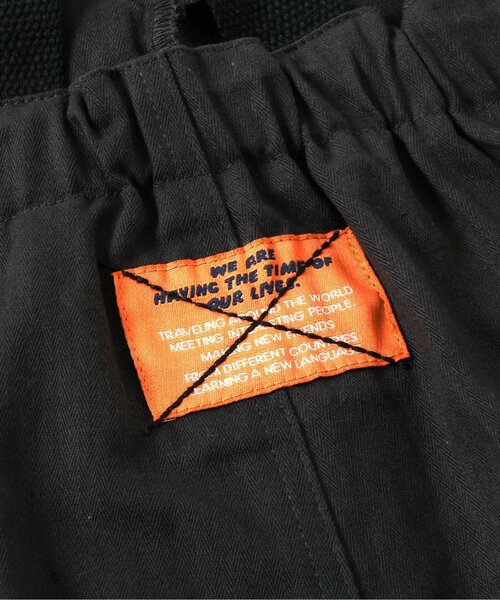 WE ARE
HAVING THE TIME OF
OUR LIVES.
TRAVELING AROUND THE WORLD
MEETING INTERESTING PEOPLE.
MAKING NEW FRIENDS
FROM DIFFERENT COUNTRIES
LEARNING A NEW LANGUAGE